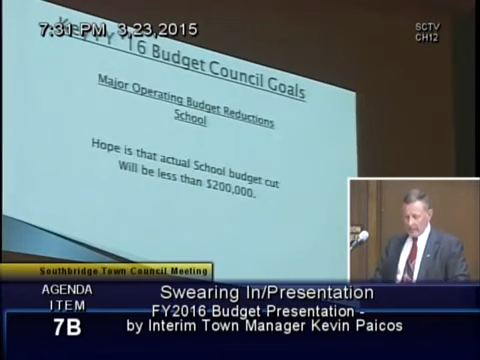 7:31 PM 3,23,2015
SCTV
CH12
Key FY '16 Budget Council Goals
Major Operating Budget Reductions
School
Hope is that actual School budget cut
Will be less than $200,000.
Southbridge Town Council Meeting
AGENDA
ITEM
7B
Swearing In/Presentation
FY2016 Budget Presentation -
by Interim Town Manager Kevin Paicos